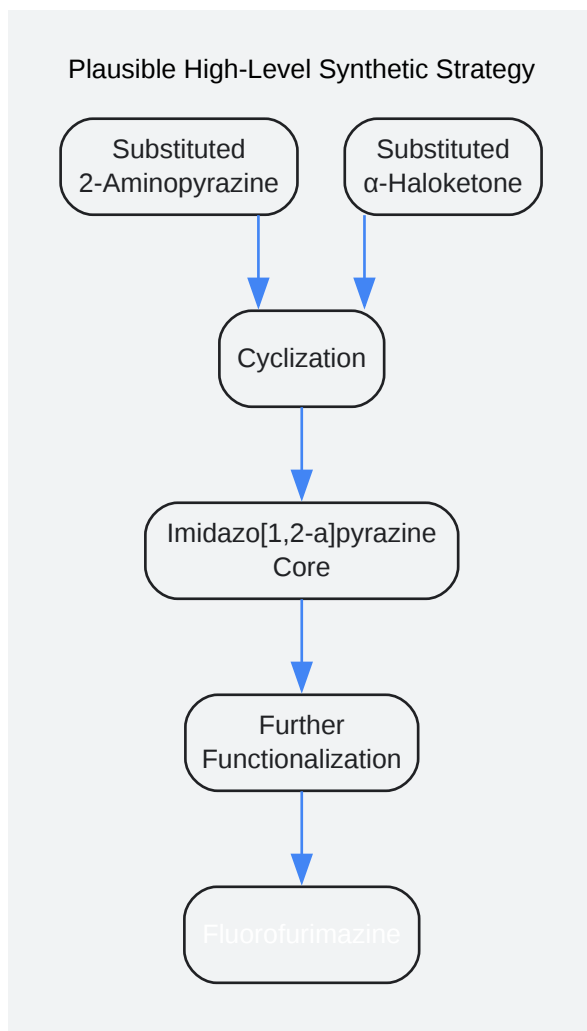 Plausible High-Level Synthetic Strategy
Substituted
2-Aminopyrazine
Substituted
α-Haloketone
Cyclization
Imidazo[1,2-a]pyrazine
Core
Further
Functionalization
Fluorofurimazine